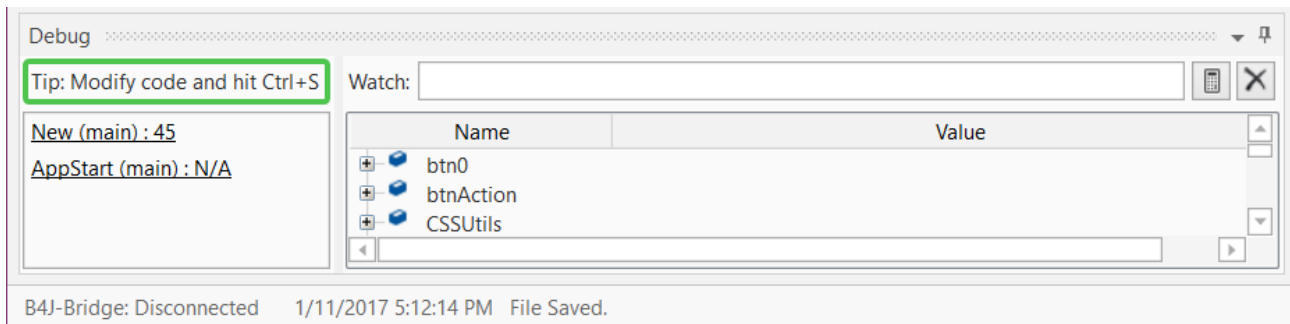 Debug
Tip: Modify code and hit Ctrl+S
Watch:
New (main) : 45
AppStart (main) : N/A
Name Value
btn0
btnAction
CSSUtils
B4J-Bridge: Disconnected 1/11/2017 5:12:14 PM File Saved.